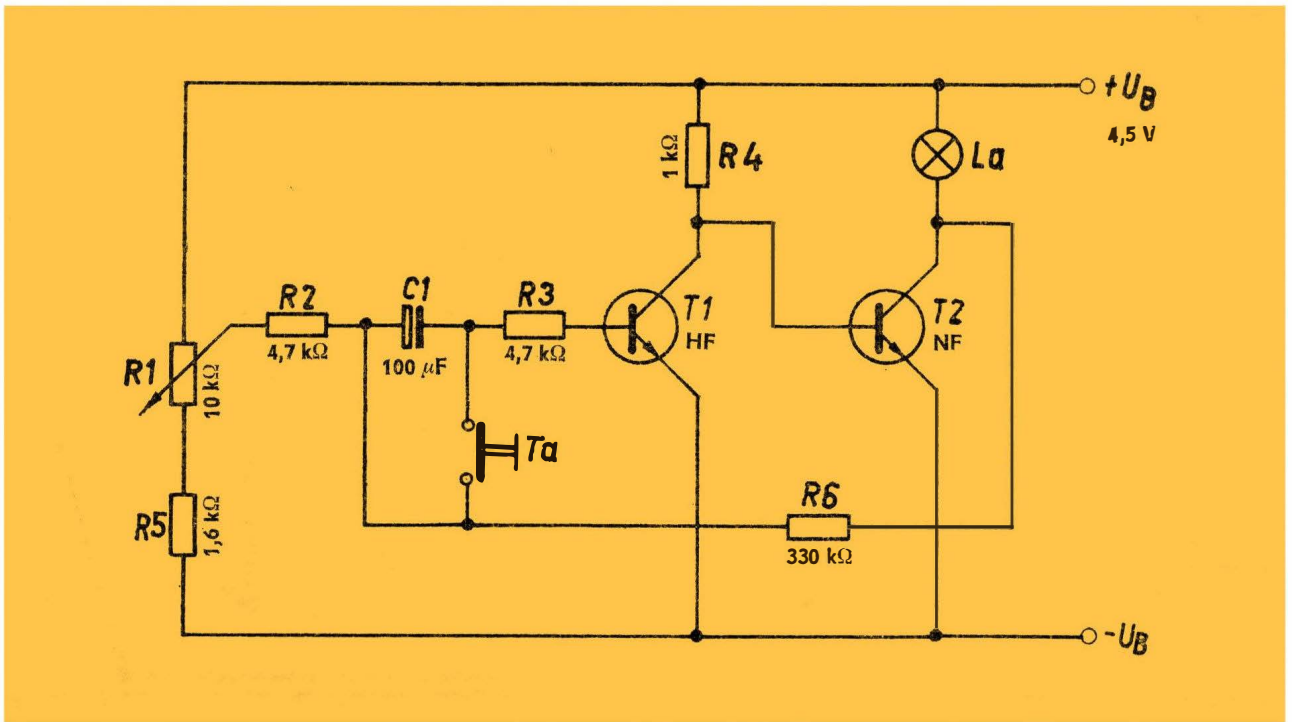 +UB
4,5 V
1 kΩ
R4
La
R2
4,7 kΩ
C1
100 µF
R3
4,7 kΩ
T1
HF
T2
NF
R1
10 kΩ
Ta
R5
1,6 kΩ
R6
330 kΩ
-UB